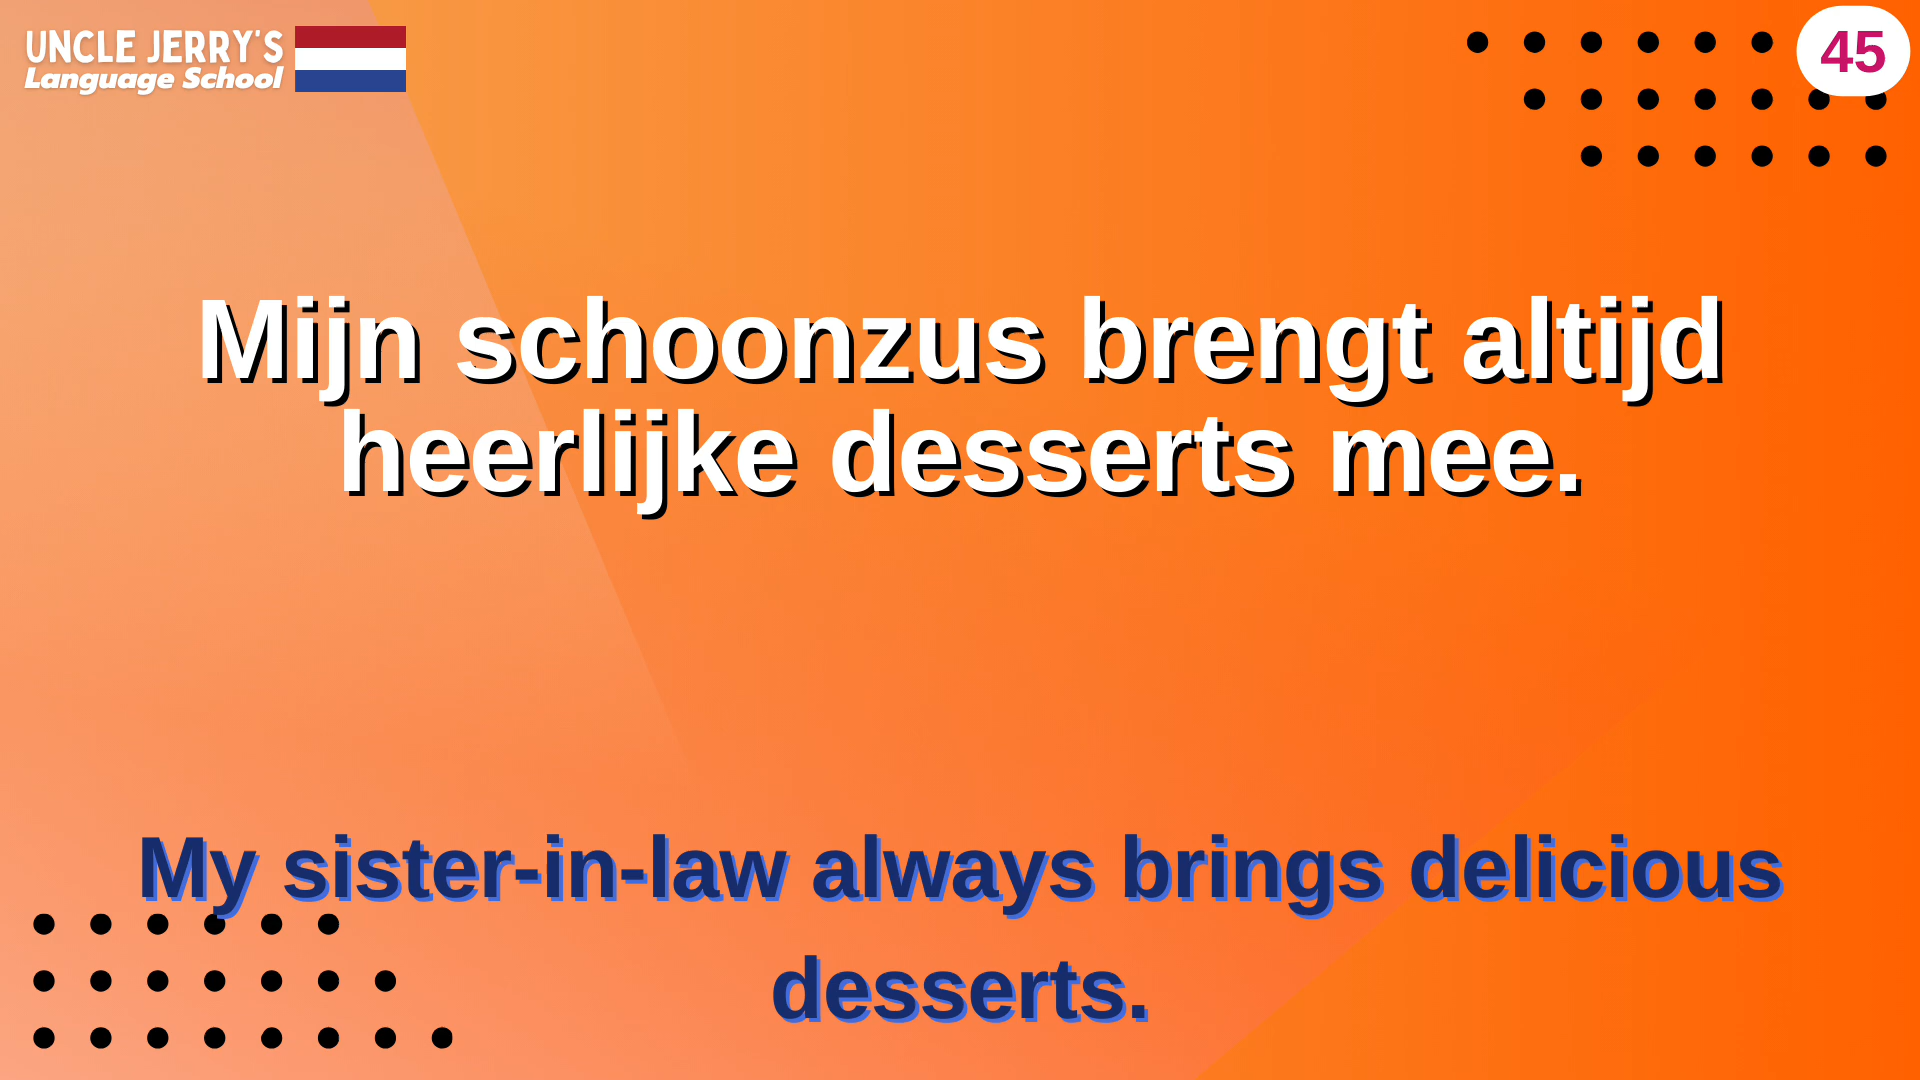 UNCLE JERRY'S
Language School
45
Mijn schoonzus brengt altijd
heerlijke desserts mee.
My sister-in-law always brings delicious
desserts.